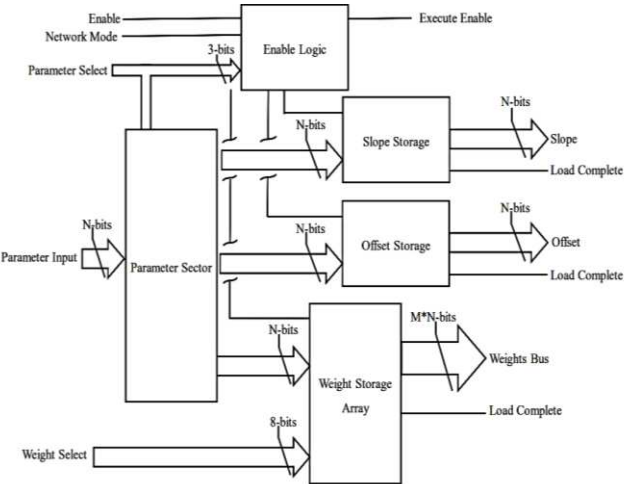 Enable
Execute Enable
Network Mode
Enable Logic
3-bits
Parameter Select
N-bits
N-bits
Slope Storage
Slope
Load Complete
N-bits
N-bits
N-bits
Offset Storage
Offset
Parameter Input
Parameter Sector
Load Complete
M*N-bits
N-bits
Weights Bus
Weight Storage
Array
Load Complete
8-bits
Weight Select